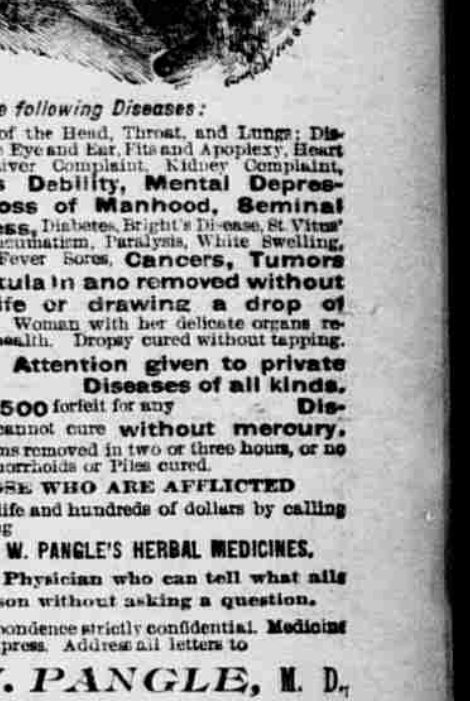 e following Diseases:
of the Head, Throat, and Lungs; Dis-
Eye and Ear, Fits and Apoplexy, Heart
iver Complaint, Kidney Complaint,
s Debility, Mental Depres-
oss of Manhood, Seminal
ess, Diabetes, Bright's Disease, St. Vitus'
eumatism, Paralysis, White Swelling,
Fever Sores, Cancers, Tumors
tula in ano removed without
ife or drawing a drop of
Woman with her delicate organs re-
health. Dropsy cured without tapping.
Attention given to private
Diseases of all kinds.
500 forfeit for any Dis-
cannot cure without mercury.
ms removed in two or three hours, or no
morrhoids or Piles cured.
OSE WHO ARE AFFLICTED
life and hundreds of dollars by calling
g
W. PANGLE'S HERBAL MEDICINES.
Physician who can tell what ails
son without asking a question.
pondence strictly confidential. Medicine
press. Address all letters to
. PANGLE, M. D.,